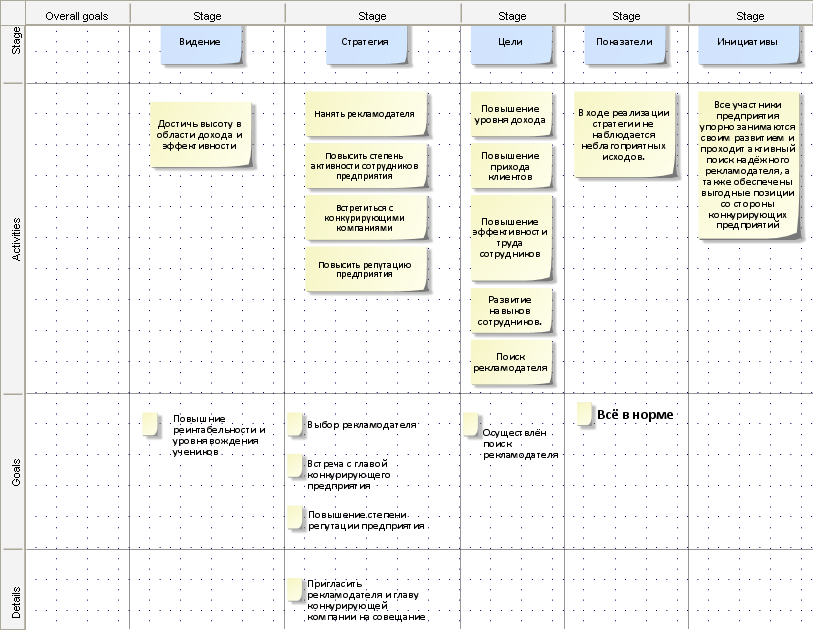 Overall goals
Stage
Stage
Stage
Stage
Stage
Stage
Видение
Стратегия
Цели
Показатели
Инициативы
Activities
Достичь высоту в
области дохода и
эффективности
Нанять рекламодателя
Повысить степень
активности сотрудников
предприятия
Встретиться с
конкурирующими
компаниями
Повысить репутацию
предприятия
Повышение
уровня дохода
Повышение
прихода
клиентов
Повышение
эффективности
труда
сотрудников
Развитие
навыков
сотрудников.
Поиск
рекламодателя
В ходе реализации
стратегии не
наблюдается
неблагоприятных
исходов.
Все участники
предприятия
упорно занимаются
своим развитием и
проходит активный
поиск надёжного
рекламодателя, а
также обеспечены
выгодные позиции
со стороны
конкурирующих
предприятий
Goals
Повышние
реинтабельности и
уровня вождения
учеников
Выбор рекламодателя
Встреча с главой
конкурирующего
предприятия
Повышение степени
репутации предприятия
Осуществлён
поиск
рекламодателя
Всё в норме
Details
Пригласить
рекламодателя и главу
конкурирующей
компании на совещание